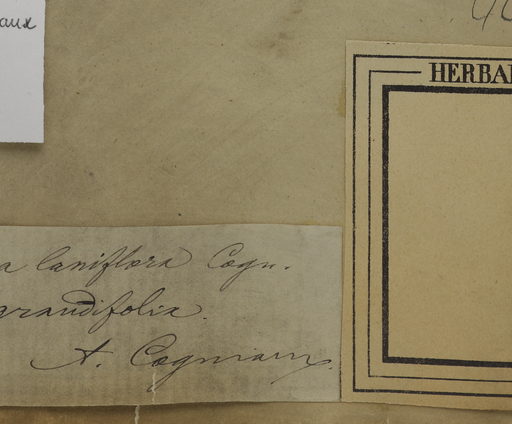 aux
HERBA
a laniflora Cogn.
grandifolia.
A. Cogniaux.